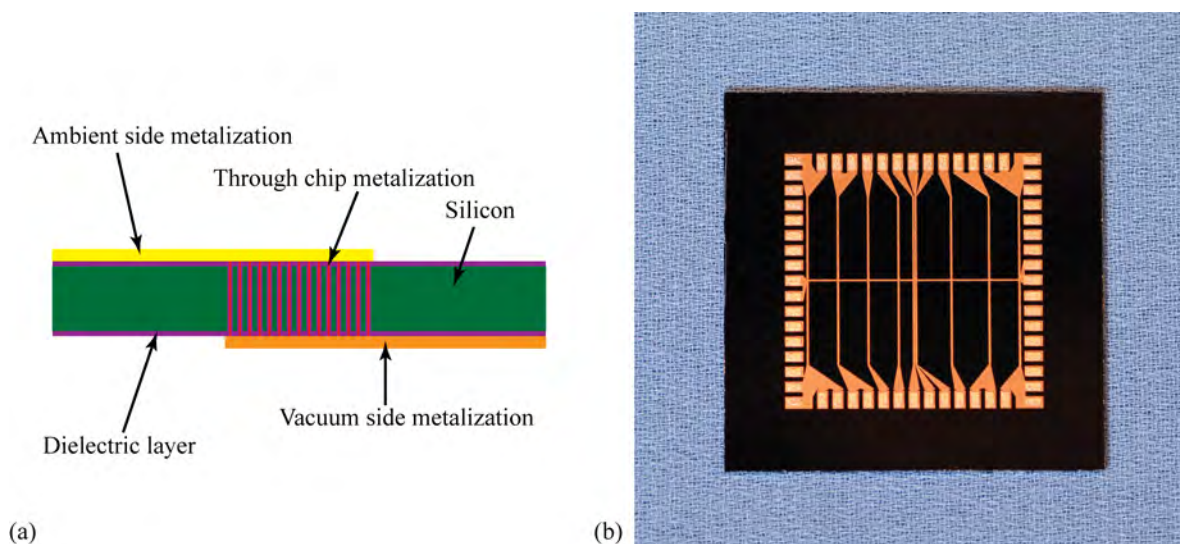 Ambient side metalization
Through chip metalization
Silicon
Vacuum side metalization
Dielectric layer
(a)
(b)